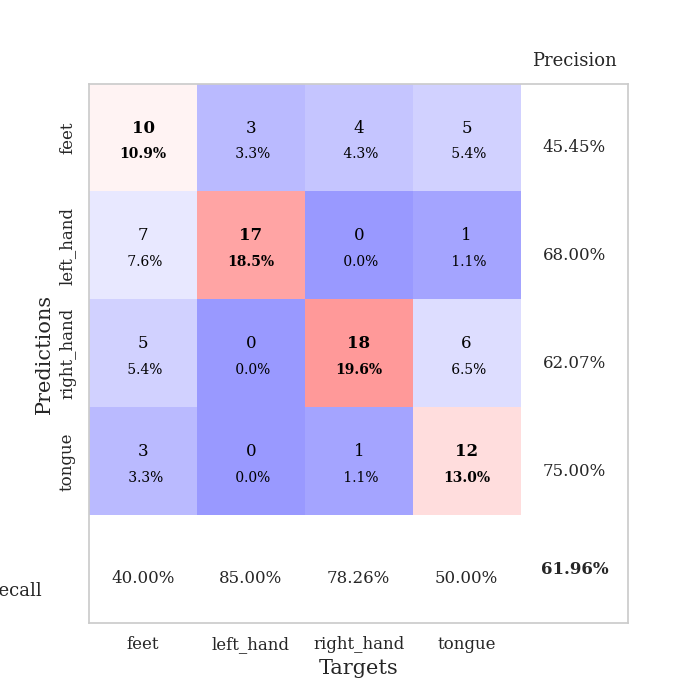 Precision
feet
10 3 4 5 45.45%
10.9% 3.3% 4.3% 5.4%
left_hand
7 17 0 1 68.00%
7.6% 18.5% 0.0% 1.1%
Predictions
right_hand
5 0 18 6 62.07%
5.4% 0.0% 19.6% 6.5%
tongue
3 0 1 12 75.00%
3.3% 0.0% 1.1% 13.0%
ecall
40.00% 85.00% 78.26% 50.00% 61.96%
feet left_hand right_hand tongue
Targets